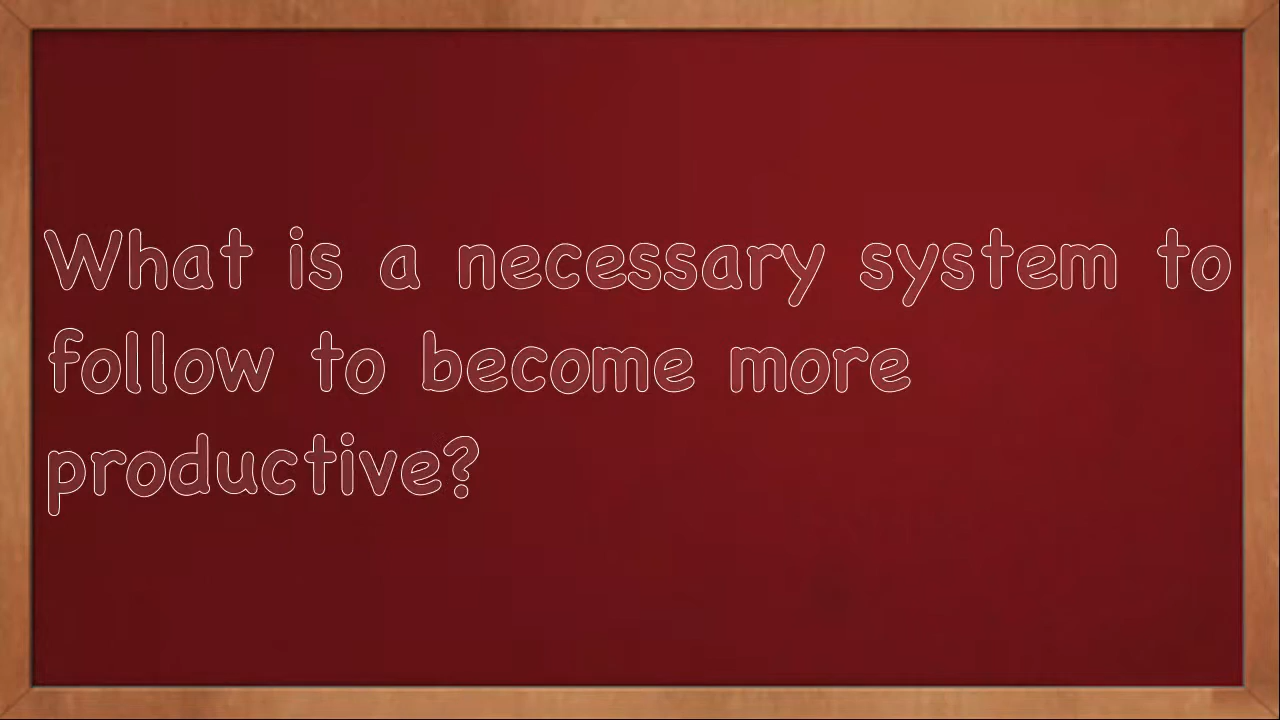 What is a necessary system to
follow to become more
productive?